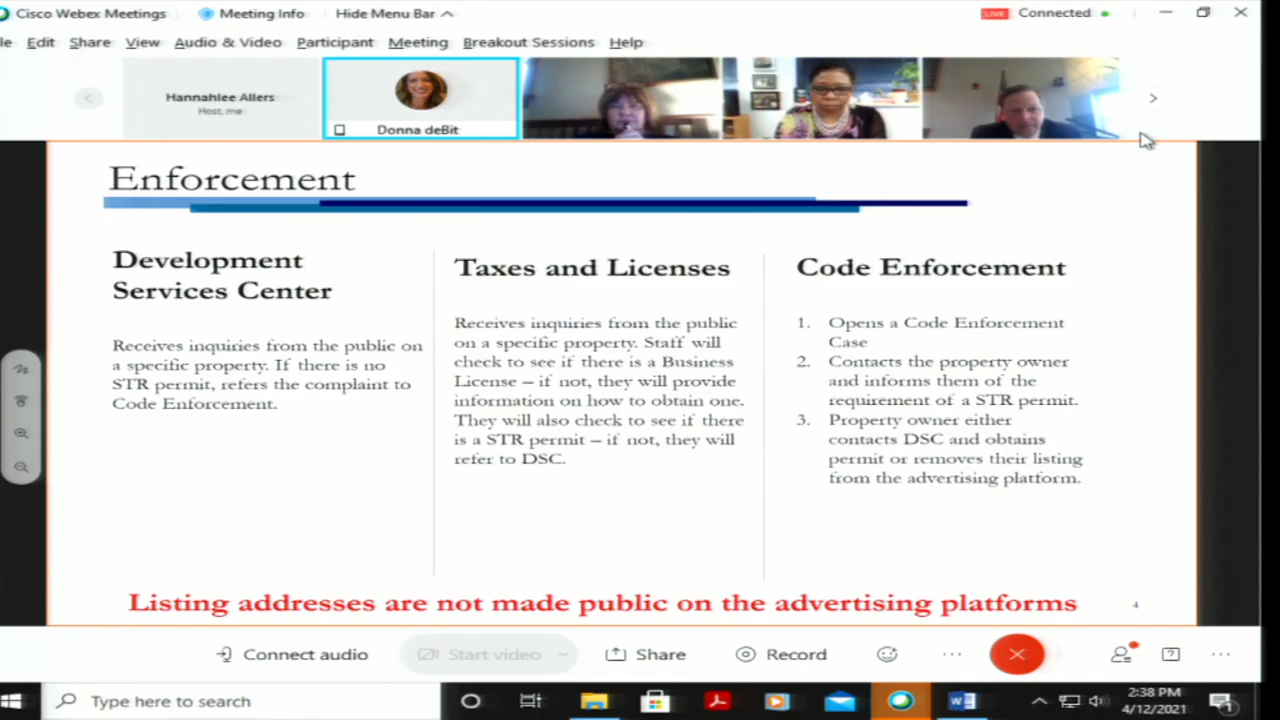 Cisco Webex Meetings
Meeting Info
Hide Menu Bar
LIVE
Connected
le Edit Share View Audio & Video Participant Meeting Breakout Sessions Help
Hannahlee Allers
Host, me
Donna deBit
Enforcement
Development
Services Center
Receives inquiries from the public on
a specific property. If there is no
STR permit, refers the complaint to
Code Enforcement.
Taxes and Licenses
Receives inquiries from the public
on a specific property. Staff will
check to see if there is a Business
License – if not, they will provide
information on how to obtain one.
They will also check to see if there
is a STR permit – if not, they will
refer to DSC.
Code Enforcement
1. Opens a Code Enforcement
Case
2. Contacts the property owner
and informs them of the
requirement of a STR permit.
3. Property owner either
contacts DSC and obtains
permit or removes their listing
from the advertising platform.
Listing addresses are not made public on the advertising platforms
4
Connect audio
Start video
Share
Record
Type here to search
2:38 PM
4/12/2021
1